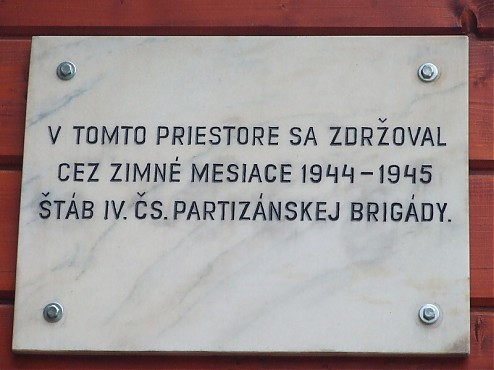 V TOMTO PRIESTORE SA ZDRŽOVAL
CEZ ZIMNÉ MESIACE 1944-1945
ŠTÁB IV. ČS. PARTIZÁNSKEJ BRIGÁDY.